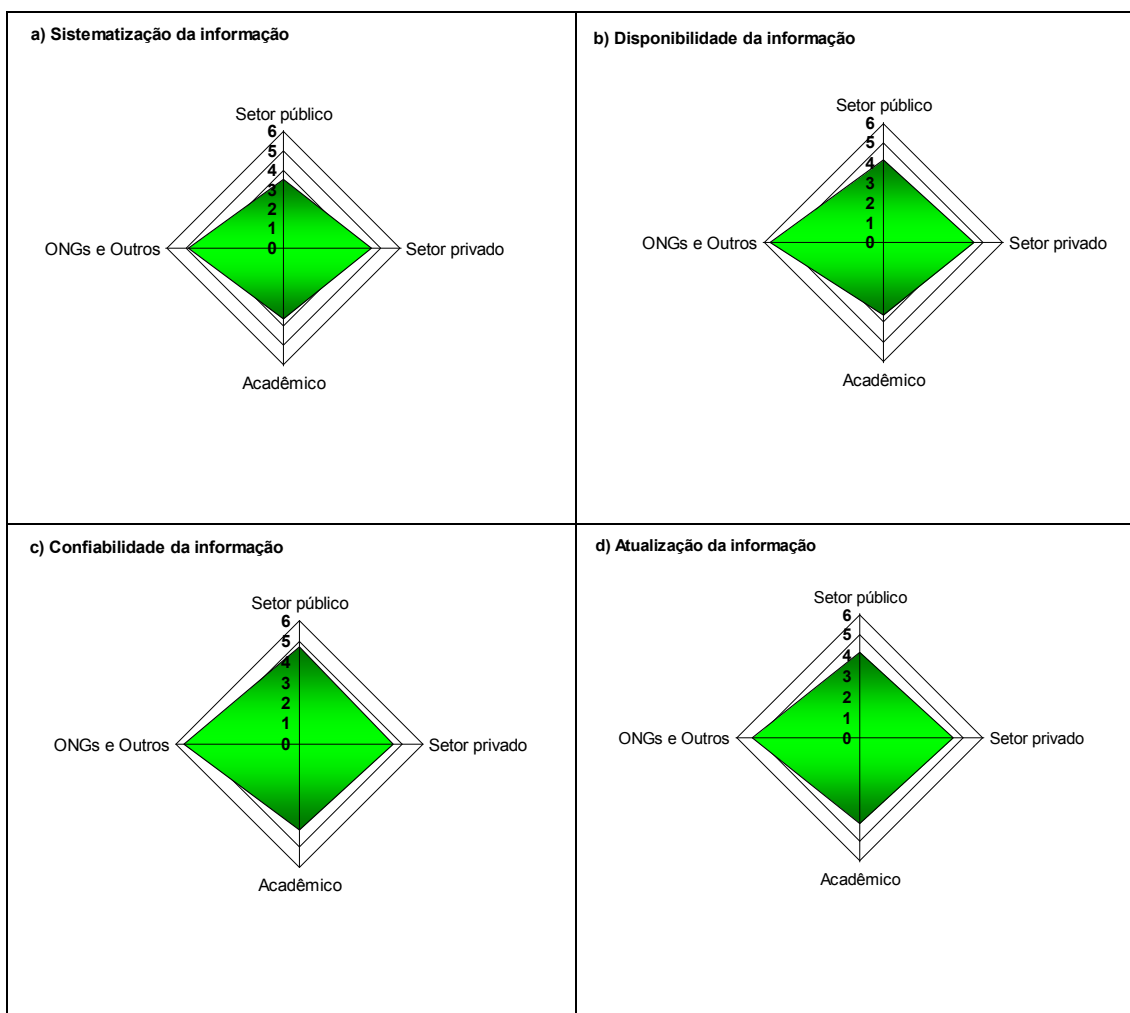 a) Sistematização da informação
Setor público
6
5
4
3
2
1
0
ONGs e Outros
Setor privado
Acadêmico
b) Disponibilidade da informação
Setor público
6
5
4
3
2
1
0
ONGs e Outros
Setor privado
Acadêmico
c) Confiabilidade da informação
Setor público
6
5
4
3
2
1
0
ONGs e Outros
Setor privado
Acadêmico
d) Atualização da informação
Setor público
6
5
4
3
2
1
0
ONGs e Outros
Setor privado
Acadêmico